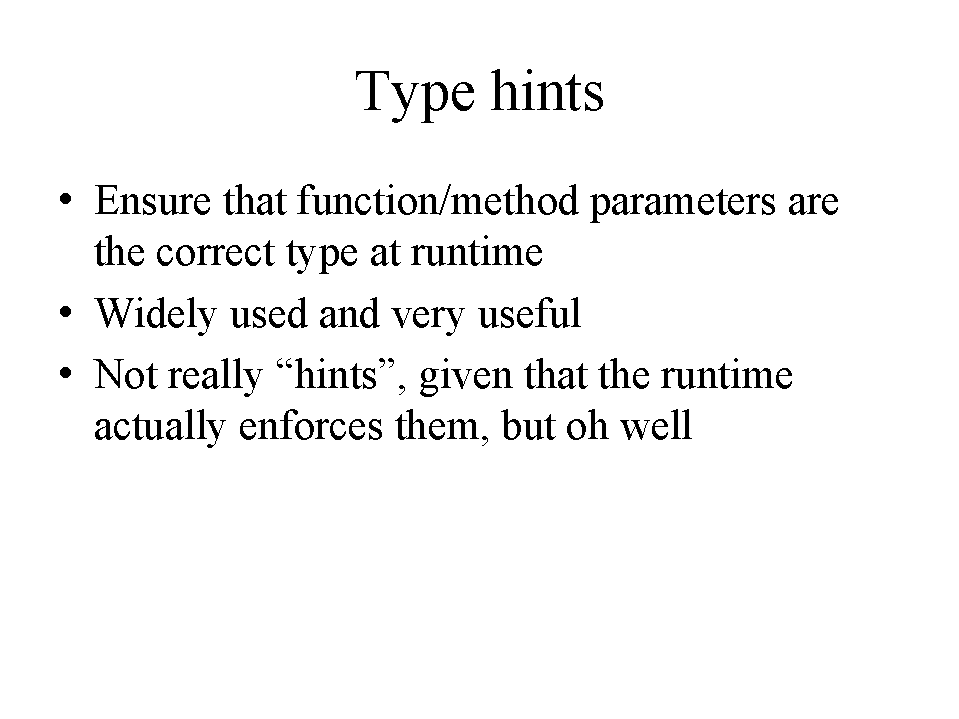 Type hints
• Ensure that function/method parameters are
the correct type at runtime
• Widely used and very useful
• Not really “hints”, given that the runtime
actually enforces them, but oh well